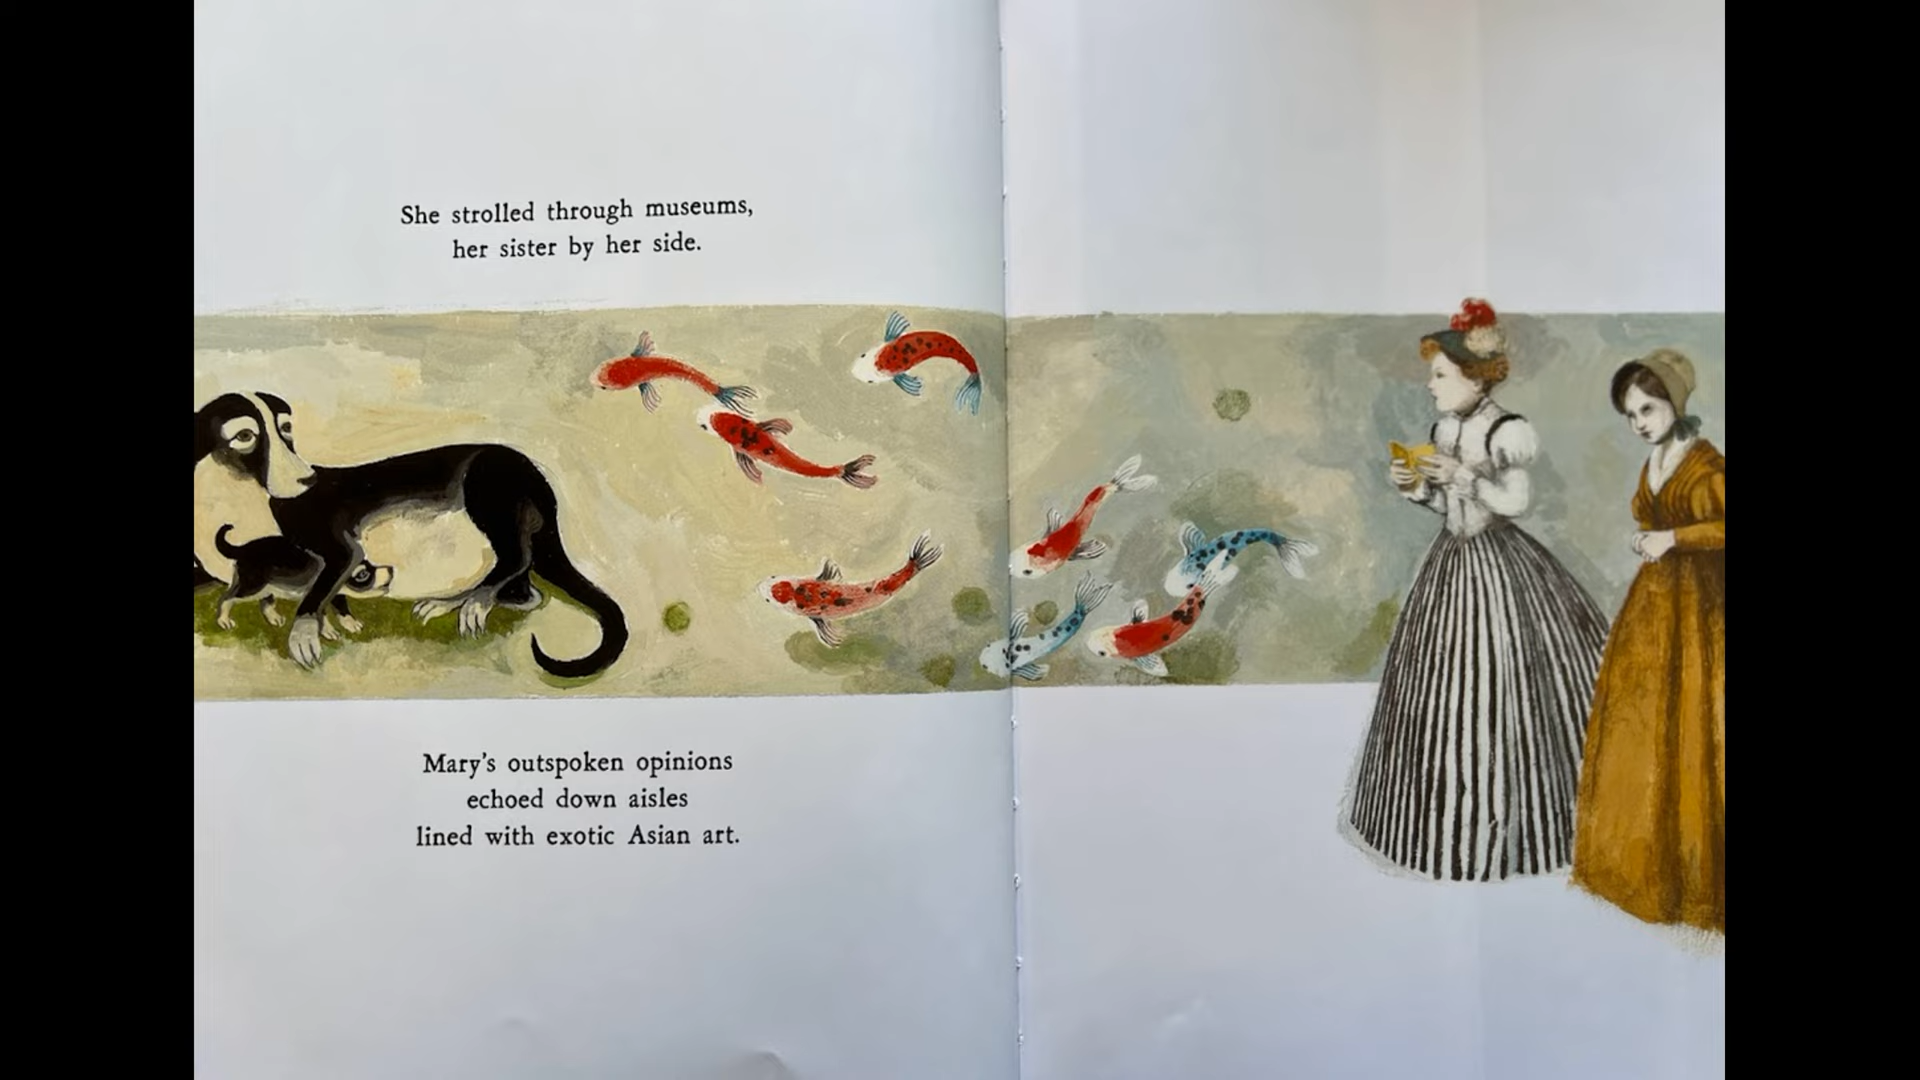 She strolled through museums,
her sister by her side.
Mary's outspoken opinions
echoed down aisles
lined with exotic Asian art.